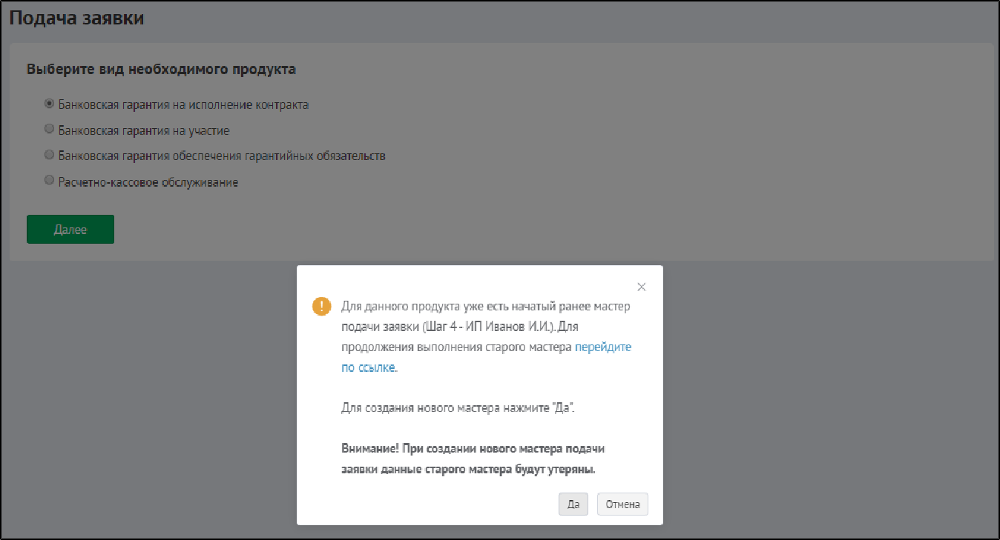 Подача заявки
Выберите вид необходимого продукта
Банковская гарантия на исполнение контракта
Банковская гарантия на участие
Банковская гарантия обеспечения гарантийных обязательств
Расчетно-кассовое обслуживание
Далее
Для данного продукта уже есть начатый ранее мастер
подачи заявки (Шаг 4 - ИП Иванов И.И.). Для
продолжения выполнения старого мастера перейдите
по ссылке.
Для создания нового мастера нажмите "Да".
Внимание! При создании нового мастера подачи
заявки данные старого мастера будут утеряны.
Да Отмена